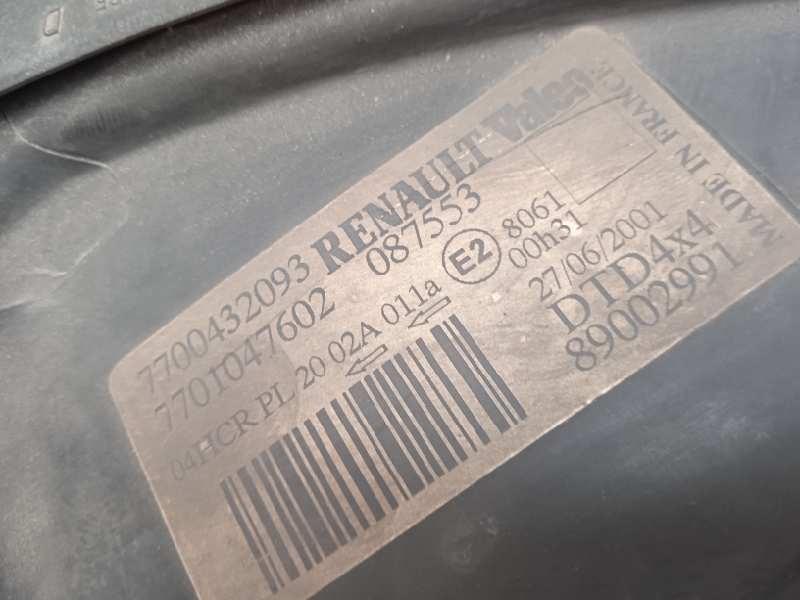 7700432093 RENAULT Valeo
7701047602 087553
04HCR PL 20 02A 011a E2 8061
00h31
27/06/2001
DTD4x4
89002991
MADE IN FRANCE
D